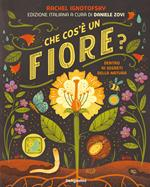 RACHEL IGNOTOFSKY
EDIZIONE ITALIANA A CURA DI DANIELE ZOVI
CHE COS'È UN
FIORE?
DENTRO
AI SEGRETI
DELLA NATURA